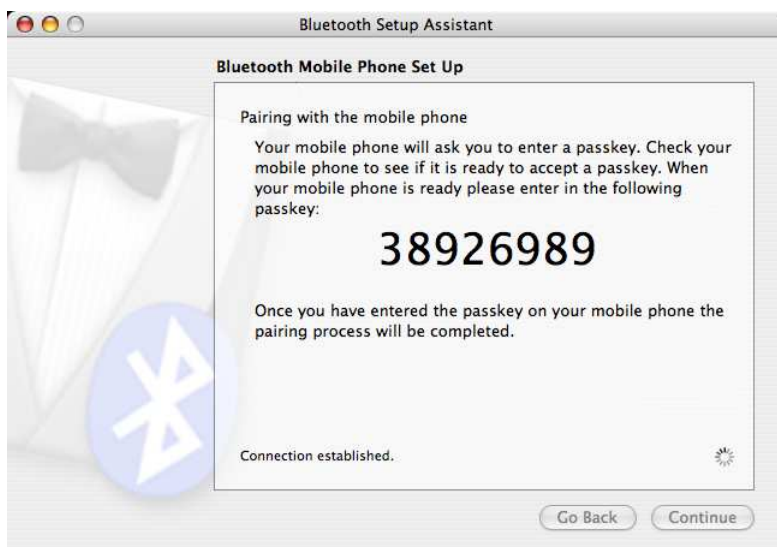 Bluetooth Setup Assistant
Bluetooth Mobile Phone Set Up
Pairing with the mobile phone
Your mobile phone will ask you to enter a passkey. Check your
mobile phone to see if it is ready to accept a passkey. When
your mobile phone is ready please enter in the following
passkey:
38926989
Once you have entered the passkey on your mobile phone the
pairing process will be completed.
Connection established.
Go Back
Continue